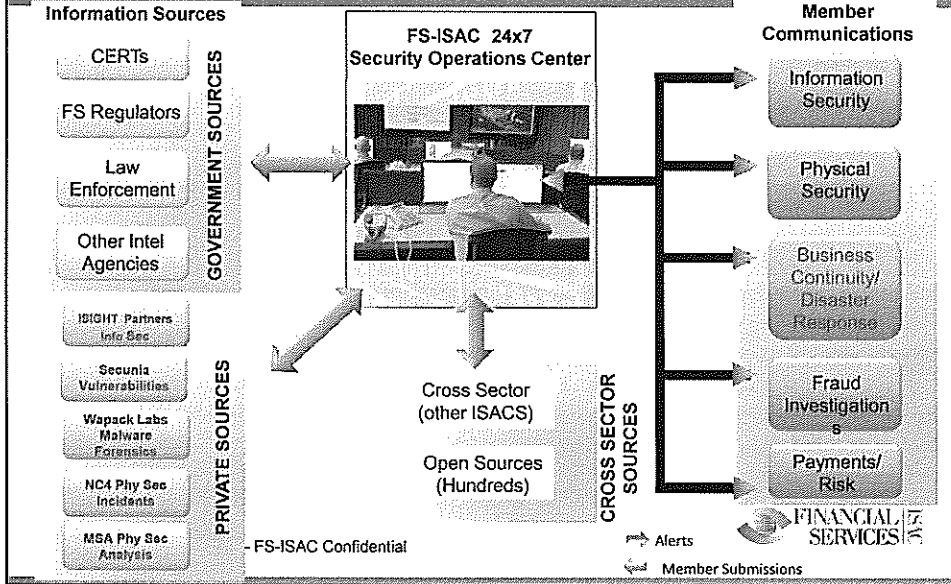 Information Sources
CERTs
FS Regulators
Law
Enforcement
Other Intel
Agencies
GOVERNMENT SOURCES
iSIGHT Partners
Info Sec
Secunia
Vulnerabilities
Wapack Labs
Malware
Forensics
NC4 Phy Sec
Incidents
MSA Phy Sec
Analysis
PRIVATE SOURCES
FS-ISAC 24x7
Security Operations Center
Cross Sector
(other ISACS)
Open Sources
(Hundreds)
CROSS SECTOR
SOURCES
- FS-ISAC Confidential
Member
Communications
Information
Security
Physical
Security
Business
Continuity/
Disaster
Response
Fraud
Investigation
s
Payments/
Risk
FINANCIAL
SERVICES
ISAC
Alerts
Member Submissions